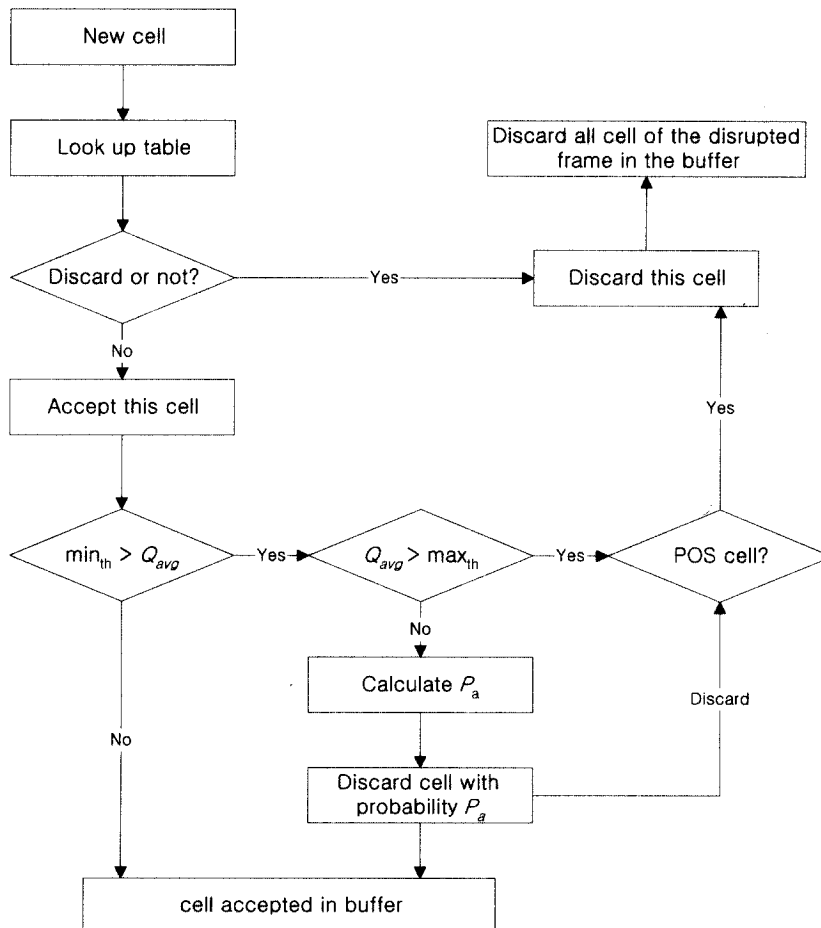 New cell
Look up table
Discard all cell of the disrupted
frame in the buffer
Discard or not?
Yes
Discard this cell
No
Accept this cell
Yes
min_th > Q_avg
Yes
Q_avg > max_th
Yes
POS cell?
No
Calculate P_a
Discard
No
Discard cell with
probability P_a
cell accepted in buffer